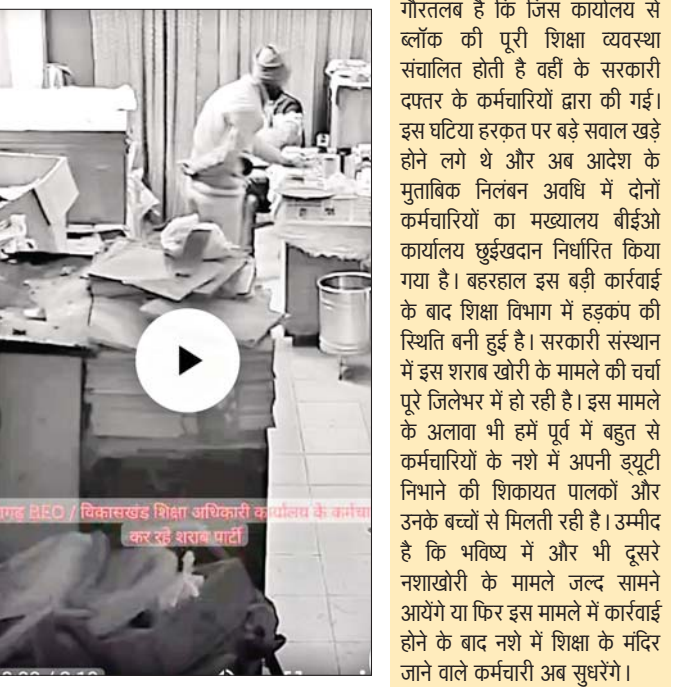 गढ़ BEO / विकासखंड शिक्षा अधिकारी कार्यालय के कर्मचा
कर रहे शराब पार्टी
गौरतलब है कि जिस कार्यालय से
ब्लॉक की पूरी शिक्षा व्यवस्था
संचालित होती है वहीं के सरकारी
दफ्तर के कर्मचारियों द्वारा की गई।
इस घटिया हरक़त पर बड़े सवाल खड़े
होने लगे थे और अब आदेश के
मुताबिक निलंबन अवधि में दोनों
कर्मचारियों का मख्यालय बीईओ
कार्यालय छुईखदान निर्धारित किया
गया है। बहरहाल इस बड़ी कार्रवाई
के बाद शिक्षा विभाग में हड़कंप की
स्थिति बनी हुई है। सरकारी संस्थान
में इस शराब खोरी के मामले की चर्चा
पूरे जिलेभर में हो रही है। इस मामले
के अलावा भी हमें पूर्व में बहुत से
कर्मचारियों के नशे में अपनी ड्यूटी
निभाने की शिकायत पालकों और
उनके बच्चों से मिलती रही है। उम्मीद
है कि भविष्य में और भी दूसरे
नशाखोरी के मामले जल्द सामने
आयेंगे या फिर इस मामले में कार्रवाई
होने के बाद नशे में शिक्षा के मंदिर
जाने वाले कर्मचारी अब सुधरेंगे।